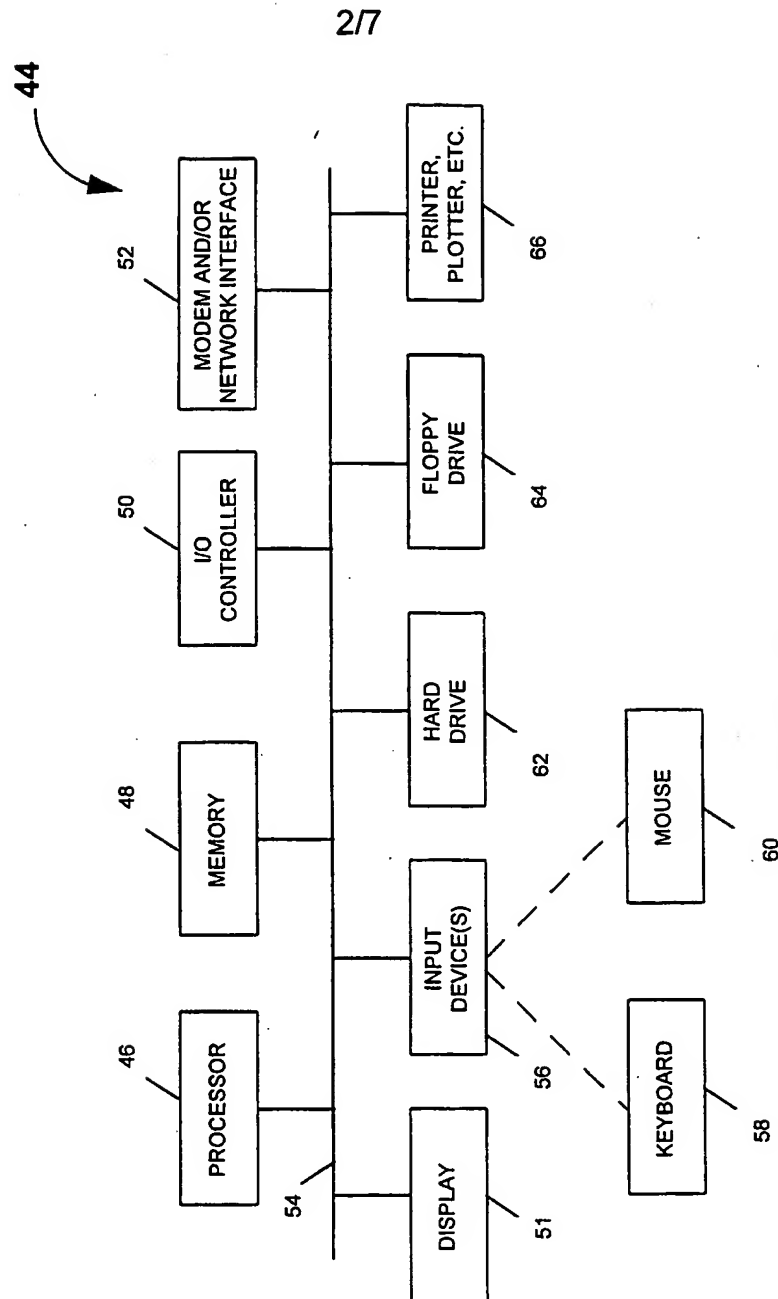 2/7
44
46
PROCESSOR
48
MEMORY
50
I/O
CONTROLLER
52
MODEM AND/OR
NETWORK INTERFACE
54
DISPLAY
51
INPUT
DEVICE(S)
56
HARD
DRIVE
62
FLOPPY
DRIVE
64
PRINTER,
PLOTTER, ETC.
66
KEYBOARD
58
MOUSE
60